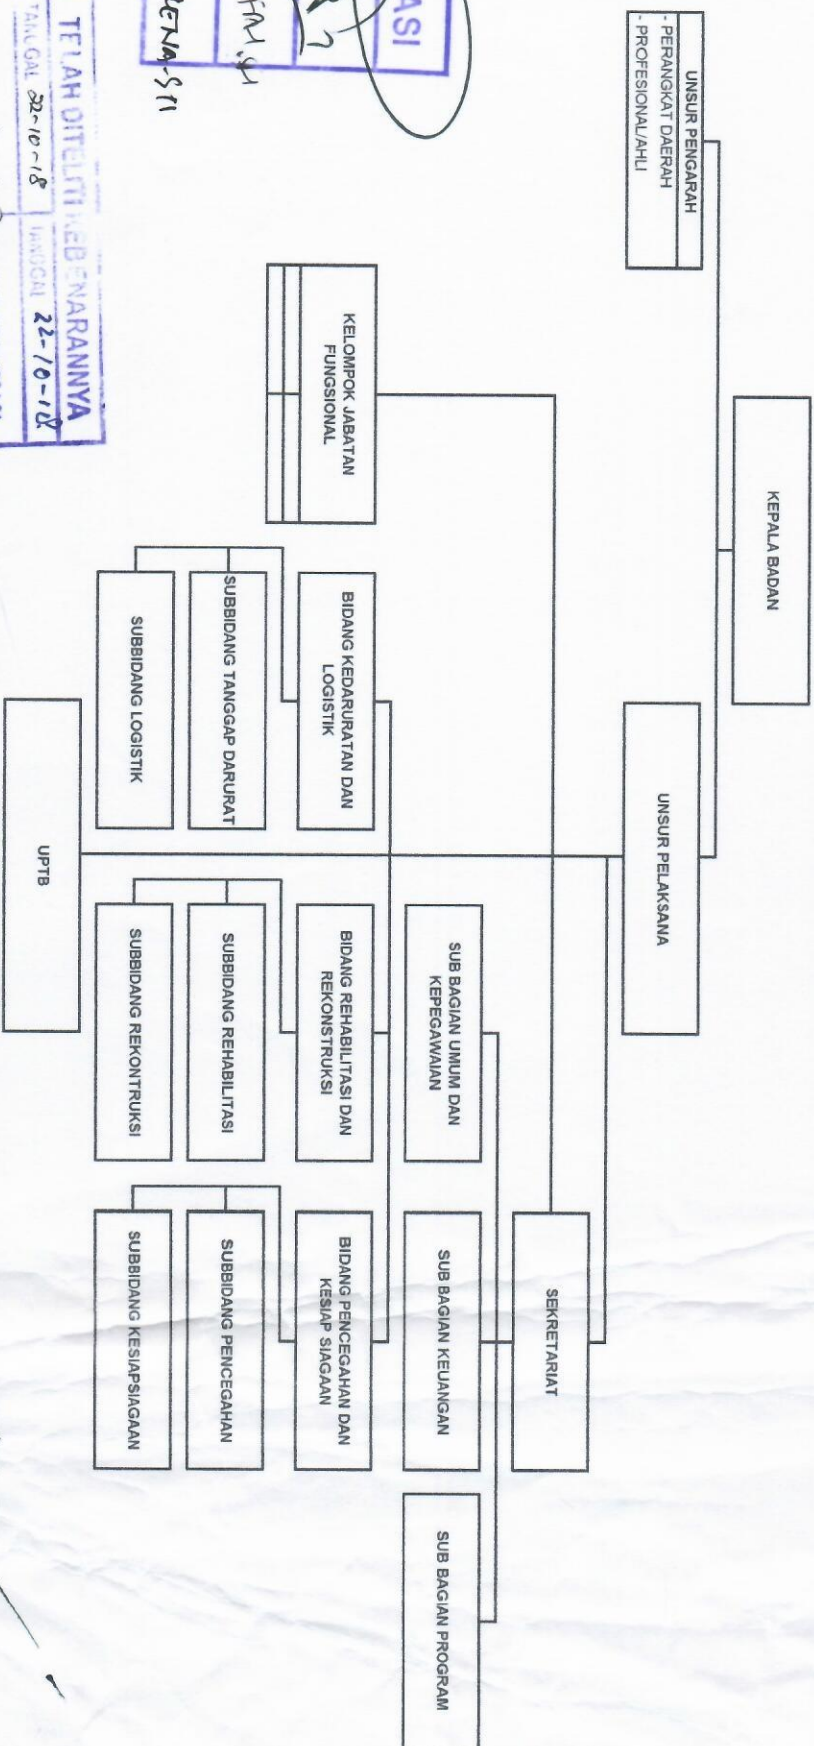 KEPALA BADAN
UNSUR PENGARAH
- PERANGKAT DAERAH
- PROFESIONAL/AHLI
UNSUR PELAKSANA
SEKRETARIAT
KELOMPOK JABATAN
FUNGSIONAL
SUB BAGIAN UMUM DAN
KEPEGAWAIAN
SUB BAGIAN KEUANGAN
SUB BAGIAN PROGRAM
BIDANG KEDARURATAN DAN
LOGISTIK
BIDANG REHABILITASI DAN
REKONSTRUKSI
BIDANG PENCEGAHAN DAN
KESIAP SIAGAAN
SUBBIDANG TANGGAP DARURAT
SUBBIDANG REHABILITASI
SUBBIDANG PENCEGAHAN
SUBBIDANG LOGISTIK
SUBBIDANG REKONTRUKSI
SUBBIDANG KESIAPSIAGAAN
UPTB
ASI
TELAH DITELITI KEBENARANNYA
TANGGAL 22-10-18 TANGGAL 22-10-18